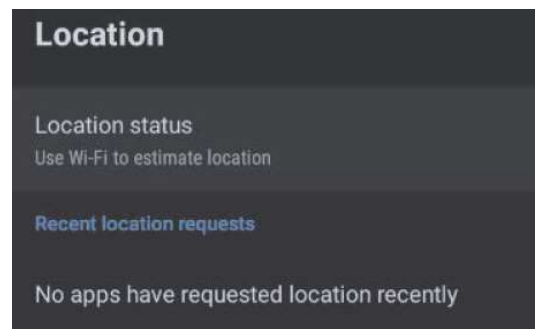 Location
Location status
Use Wi-Fi to estimate location
Recent location requests
No apps have requested location recently